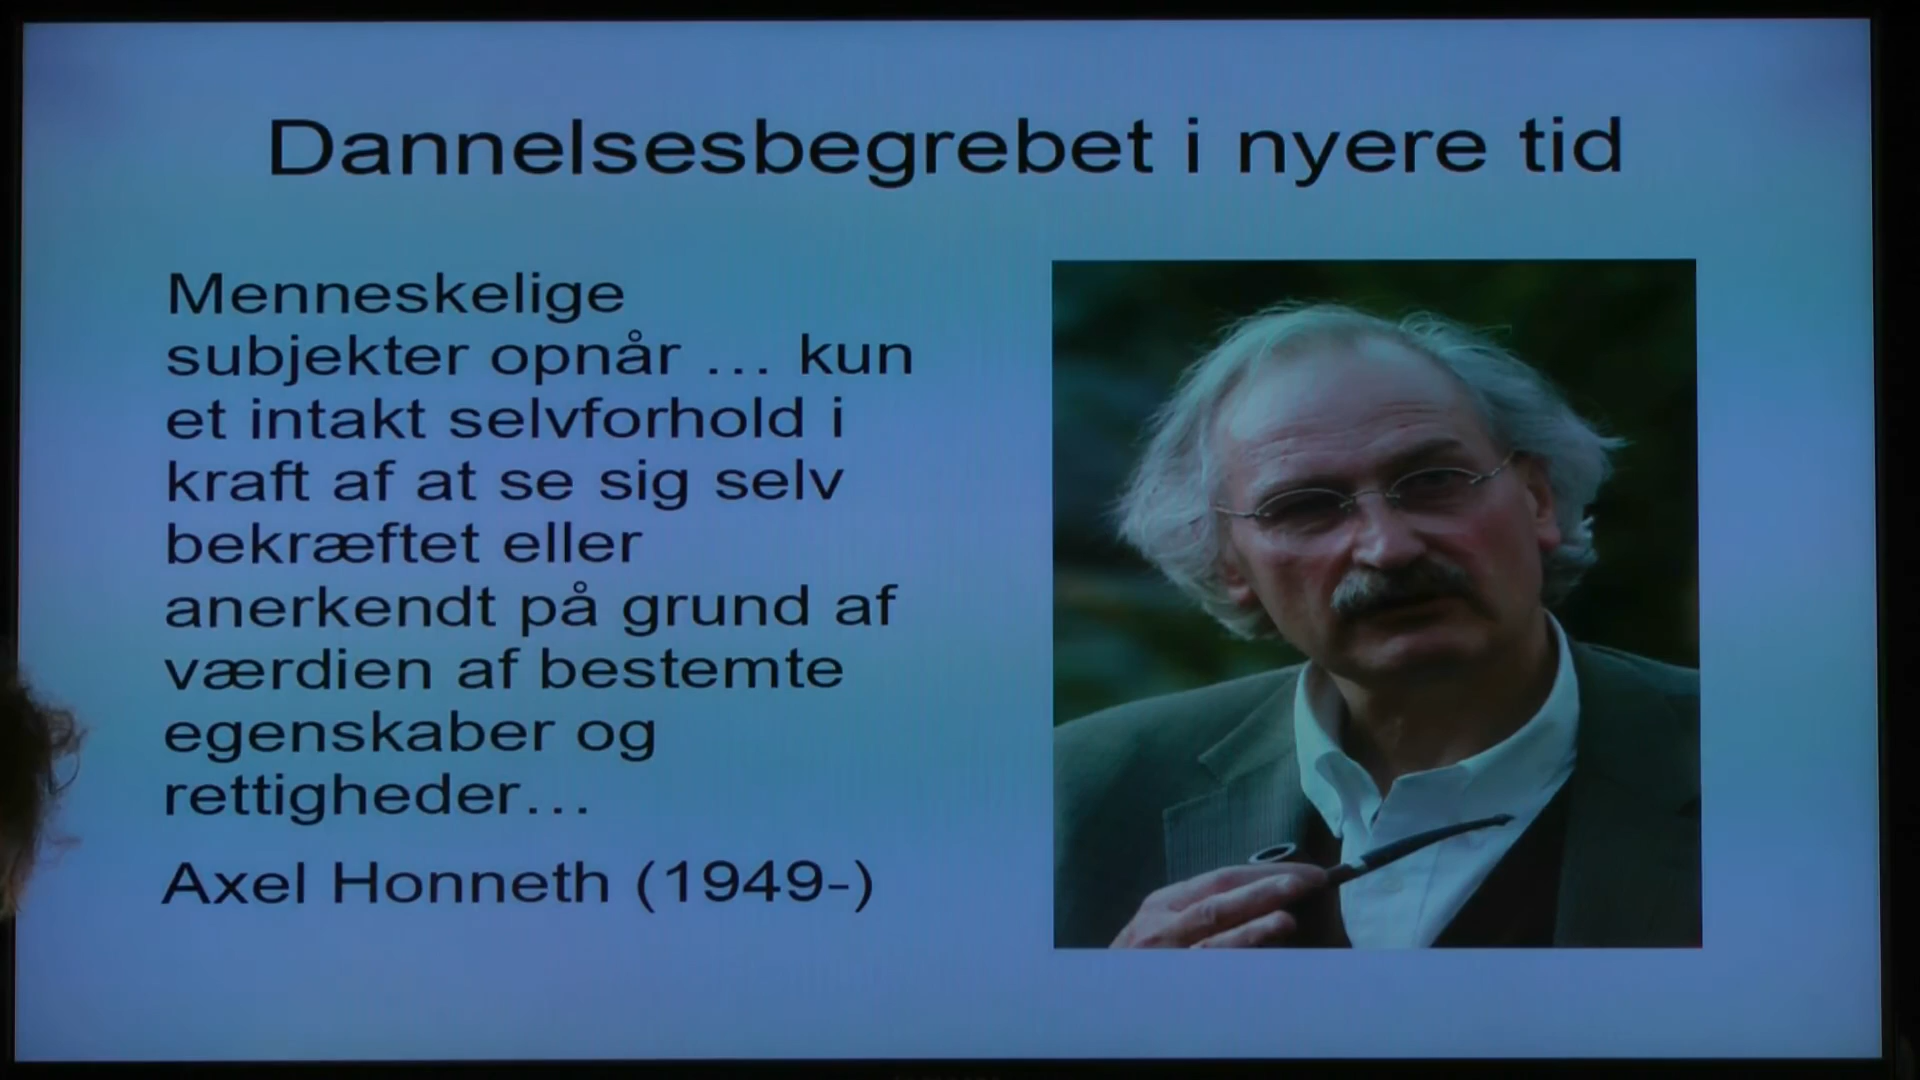 Dannelsesbegrebet i nyere tid
Menneskelige
subjekter opnår … kun
et intakt selvforhold i
kraft af at se sig selv
bekræftet eller
anerkendt på grund af
værdien af bestemte
egenskaber og
rettigheder…
Axel Honneth (1949-)